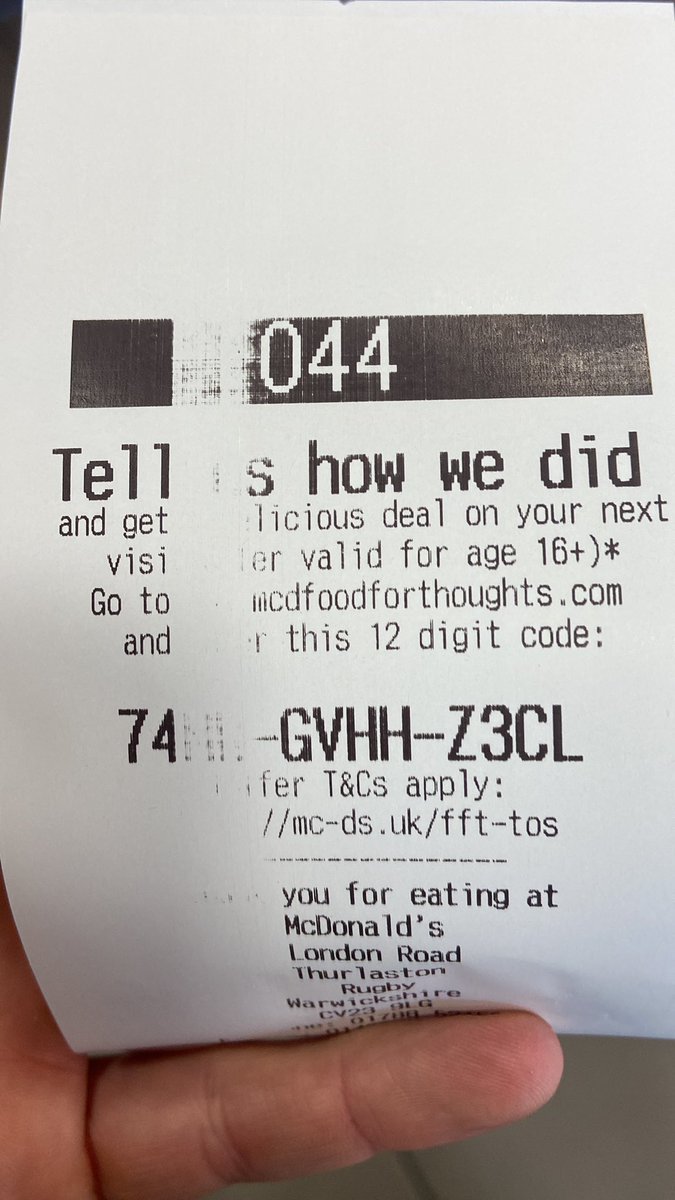 044
Tell s how we did
and get licious deal on your next
visi er valid for age 16+)*
Go to mcdfoodforthoughts.com
and r this 12 digit code:
74 -GVHH-Z3CL
fer T&Cs apply:
//mc-ds.uk/fft-tos
you for eating at
McDonald's
London Road
Thurlaston
Rugby
Warwickshire
CV23 9LG